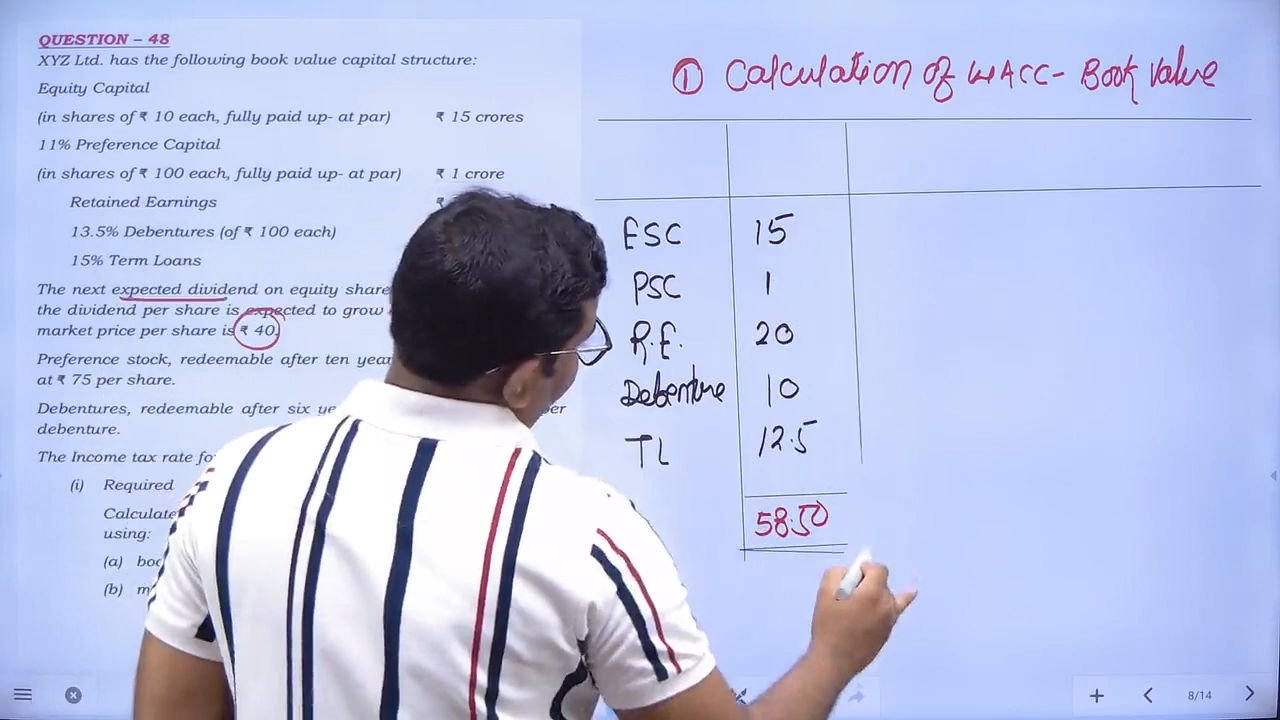 QUESTION – 48
XYZ Ltd. has the following book value capital structure:
Equity Capital
(in shares of ₹ 10 each, fully paid up- at par) ₹ 15 crores
11% Preference Capital
(in shares of ₹ 100 each, fully paid up- at par) ₹ 1 crore
Retained Earnings
13.5% Debentures (of ₹ 100 each)
15% Term Loans
The next expected dividend on equity share
the dividend per share is expected to grow
market price per share is ₹ 40.
Preference stock, redeemable after ten
at ₹ 75 per share.
Debentures, redeemable after six
debenture.
The Income tax rate
(i) Required
Calculate
using:
(a)
(b)
① Calculation of WACC- Book Value
ESC 15
PSC 1
R.E. 20
Debenture 10
TL 12.5
58.50
8/14